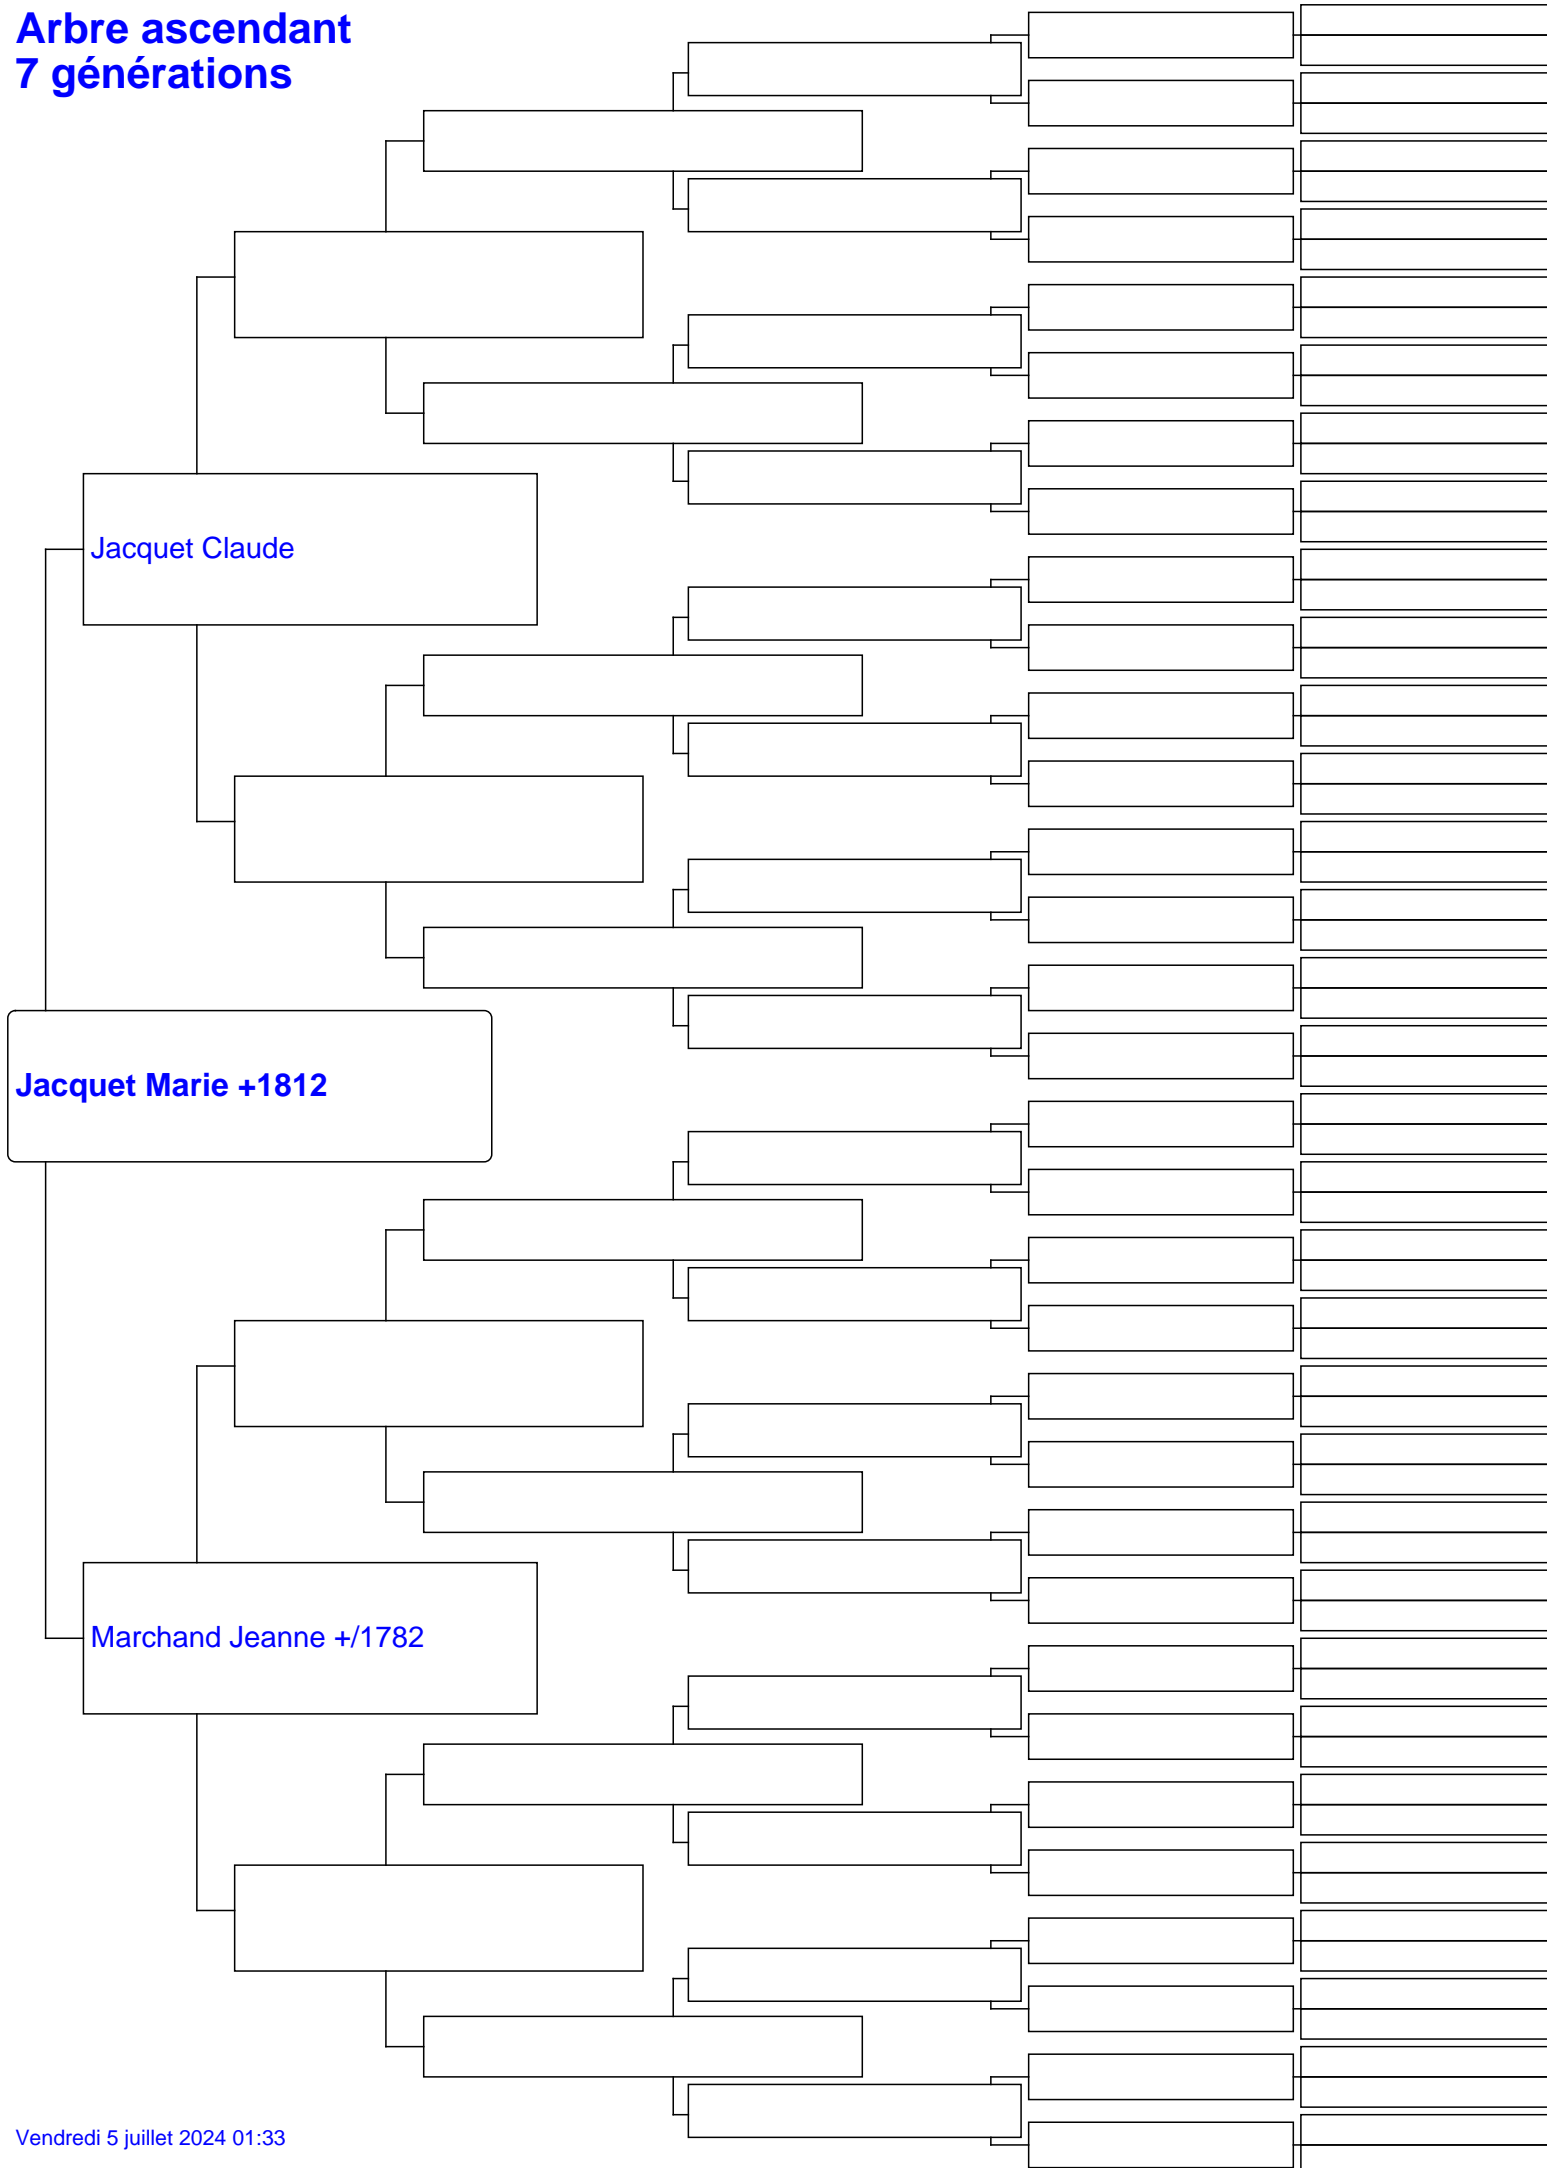 Arbre ascendant
7 générations
Jacquet Claude
Jacquet Marie +1812
Marchand Jeanne +/1782
Vendredi 5 juillet 2024 01:33